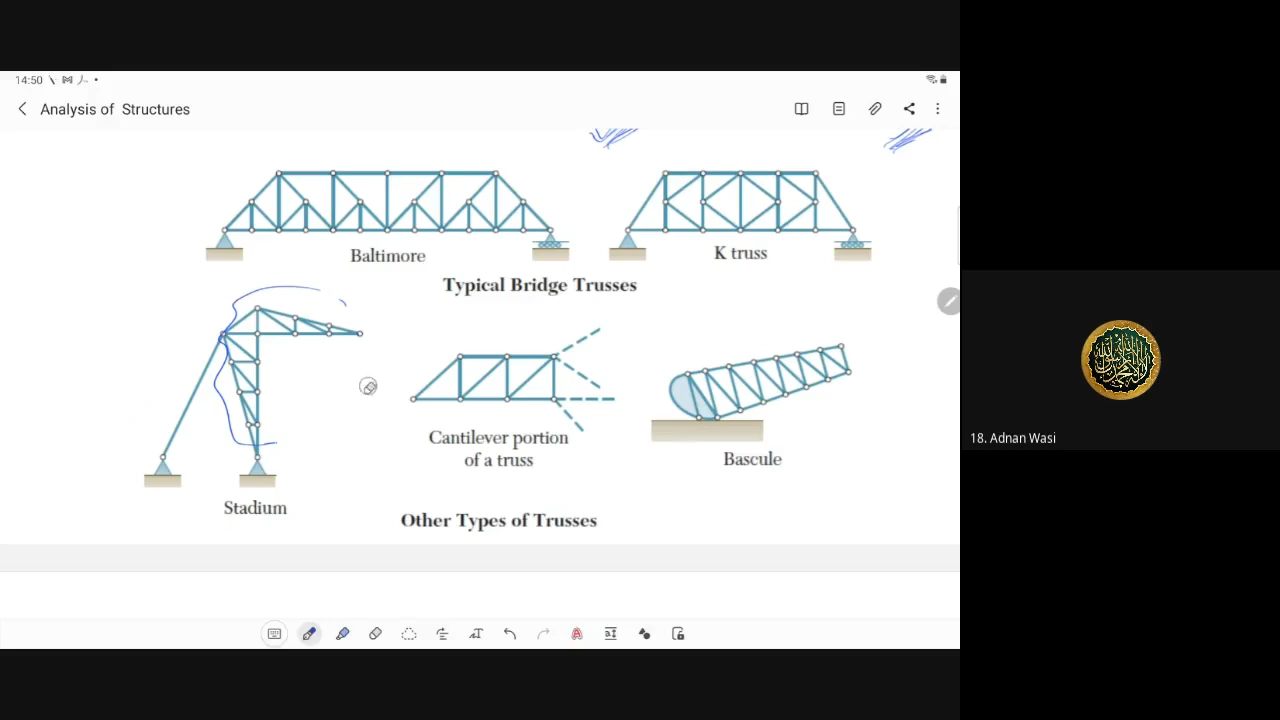 14:50
Analysis of Structures
Baltimore
K truss
Typical Bridge Trusses
Cantilever portion
of a truss
Bascule
Stadium
Other Types of Trusses
18. Adnan Wasi